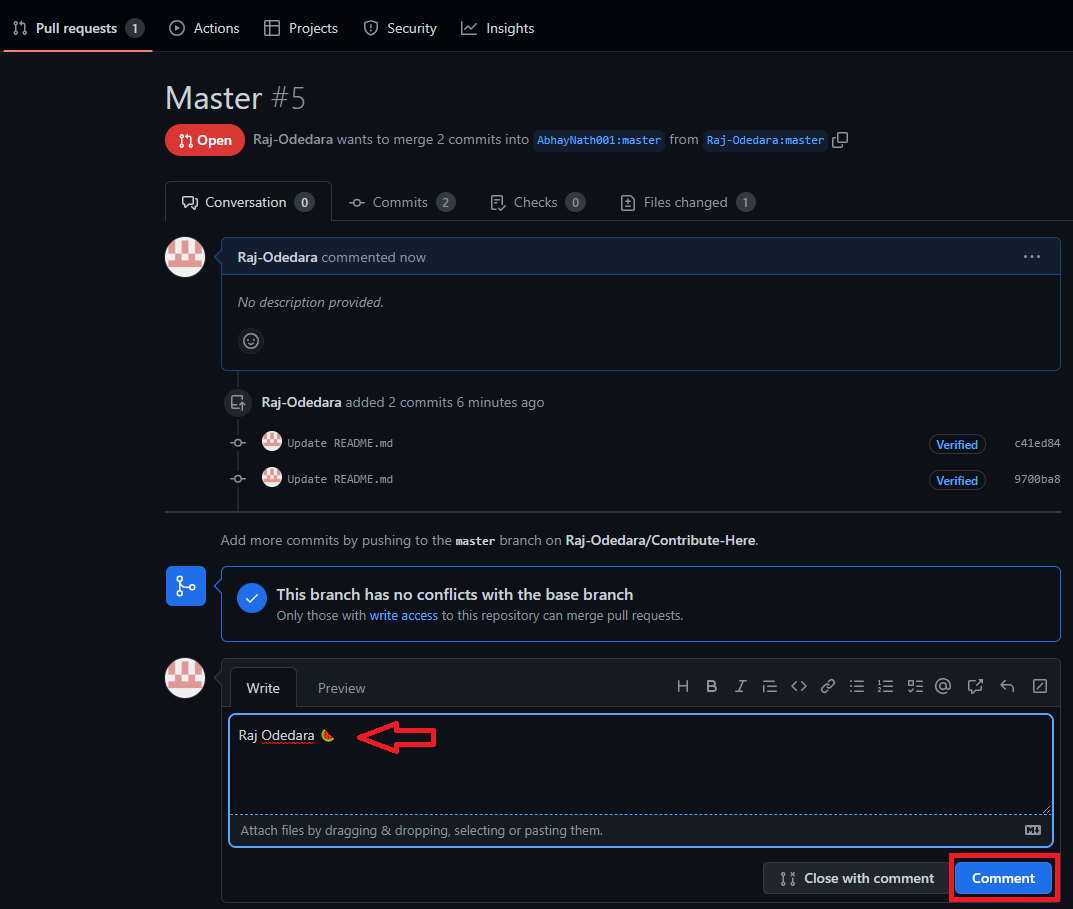 Pull requests 1 Actions Projects Security Insights
Master #5
Open Raj-Odedara wants to merge 2 commits into AbhayNath001:master from Raj-Odedara:master
Conversation 0 Commits 2 Checks 0 Files changed 1
Raj-Odedara commented now
No description provided.
Raj-Odedara added 2 commits 6 minutes ago
Update README.md Verified c41ed84
Update README.md Verified 9700ba8
Add more commits by pushing to the master branch on Raj-Odedara/Contribute-Here.
This branch has no conflicts with the base branch
Only those with write access to this repository can merge pull requests.
Write Preview
Raj Odedara 🍉
Attach files by dragging & dropping, selecting or pasting them.
Close with comment Comment